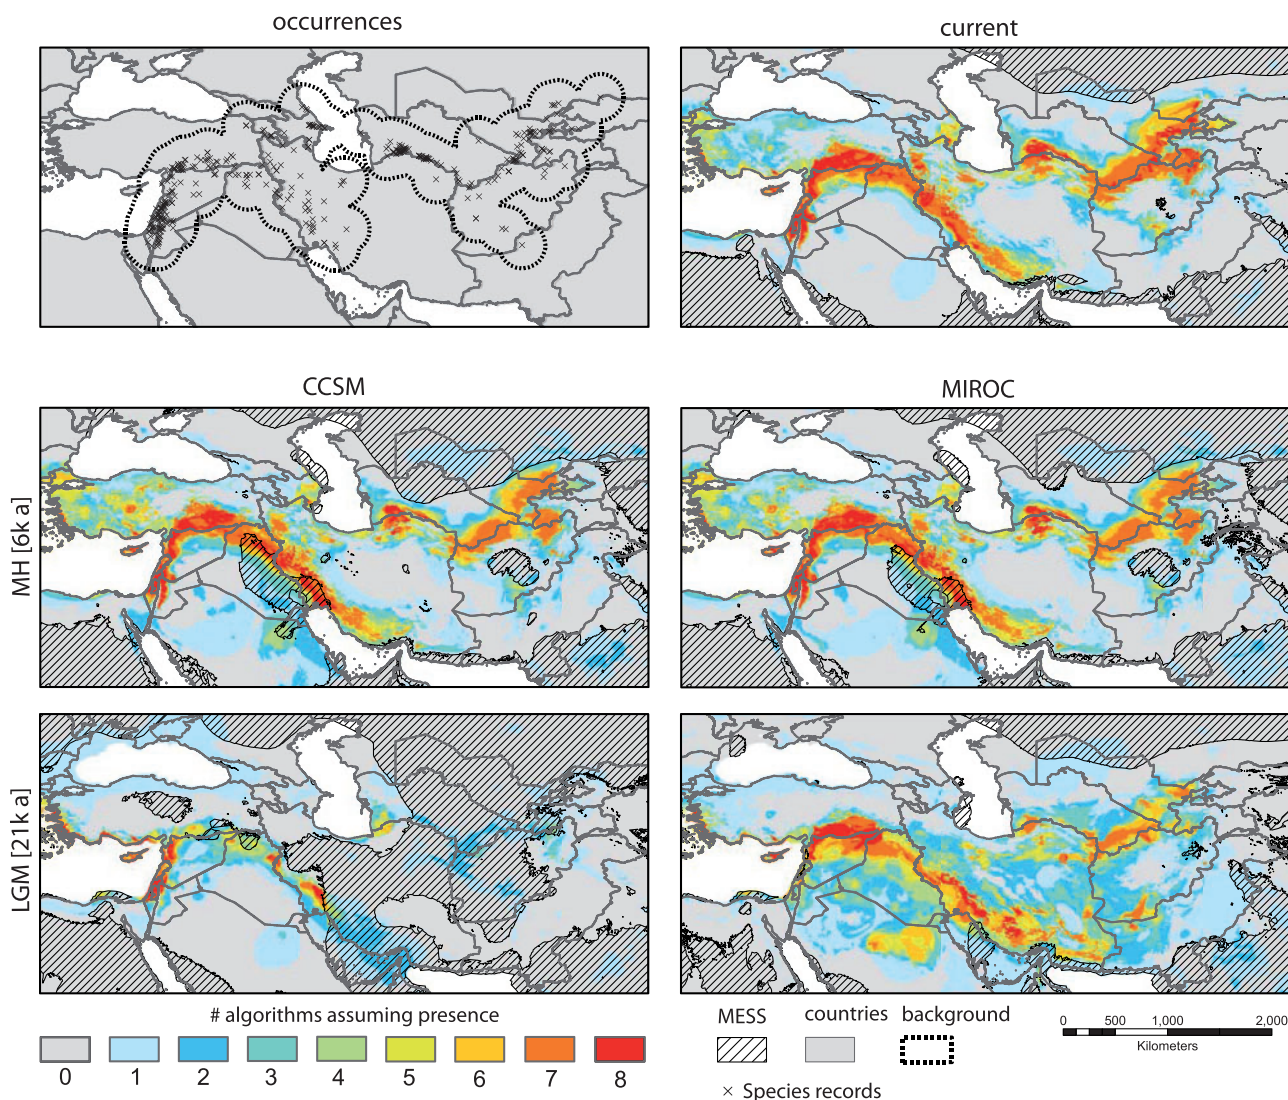 occurrences
current
CCSM
MIROC
MH [6k a]
LGM [21k a]
# algorithms assuming presence
0 1 2 3 4 5 6 7 8
MESS
countries
background
× Species records
0 500 1,000 2,000
Kilometers